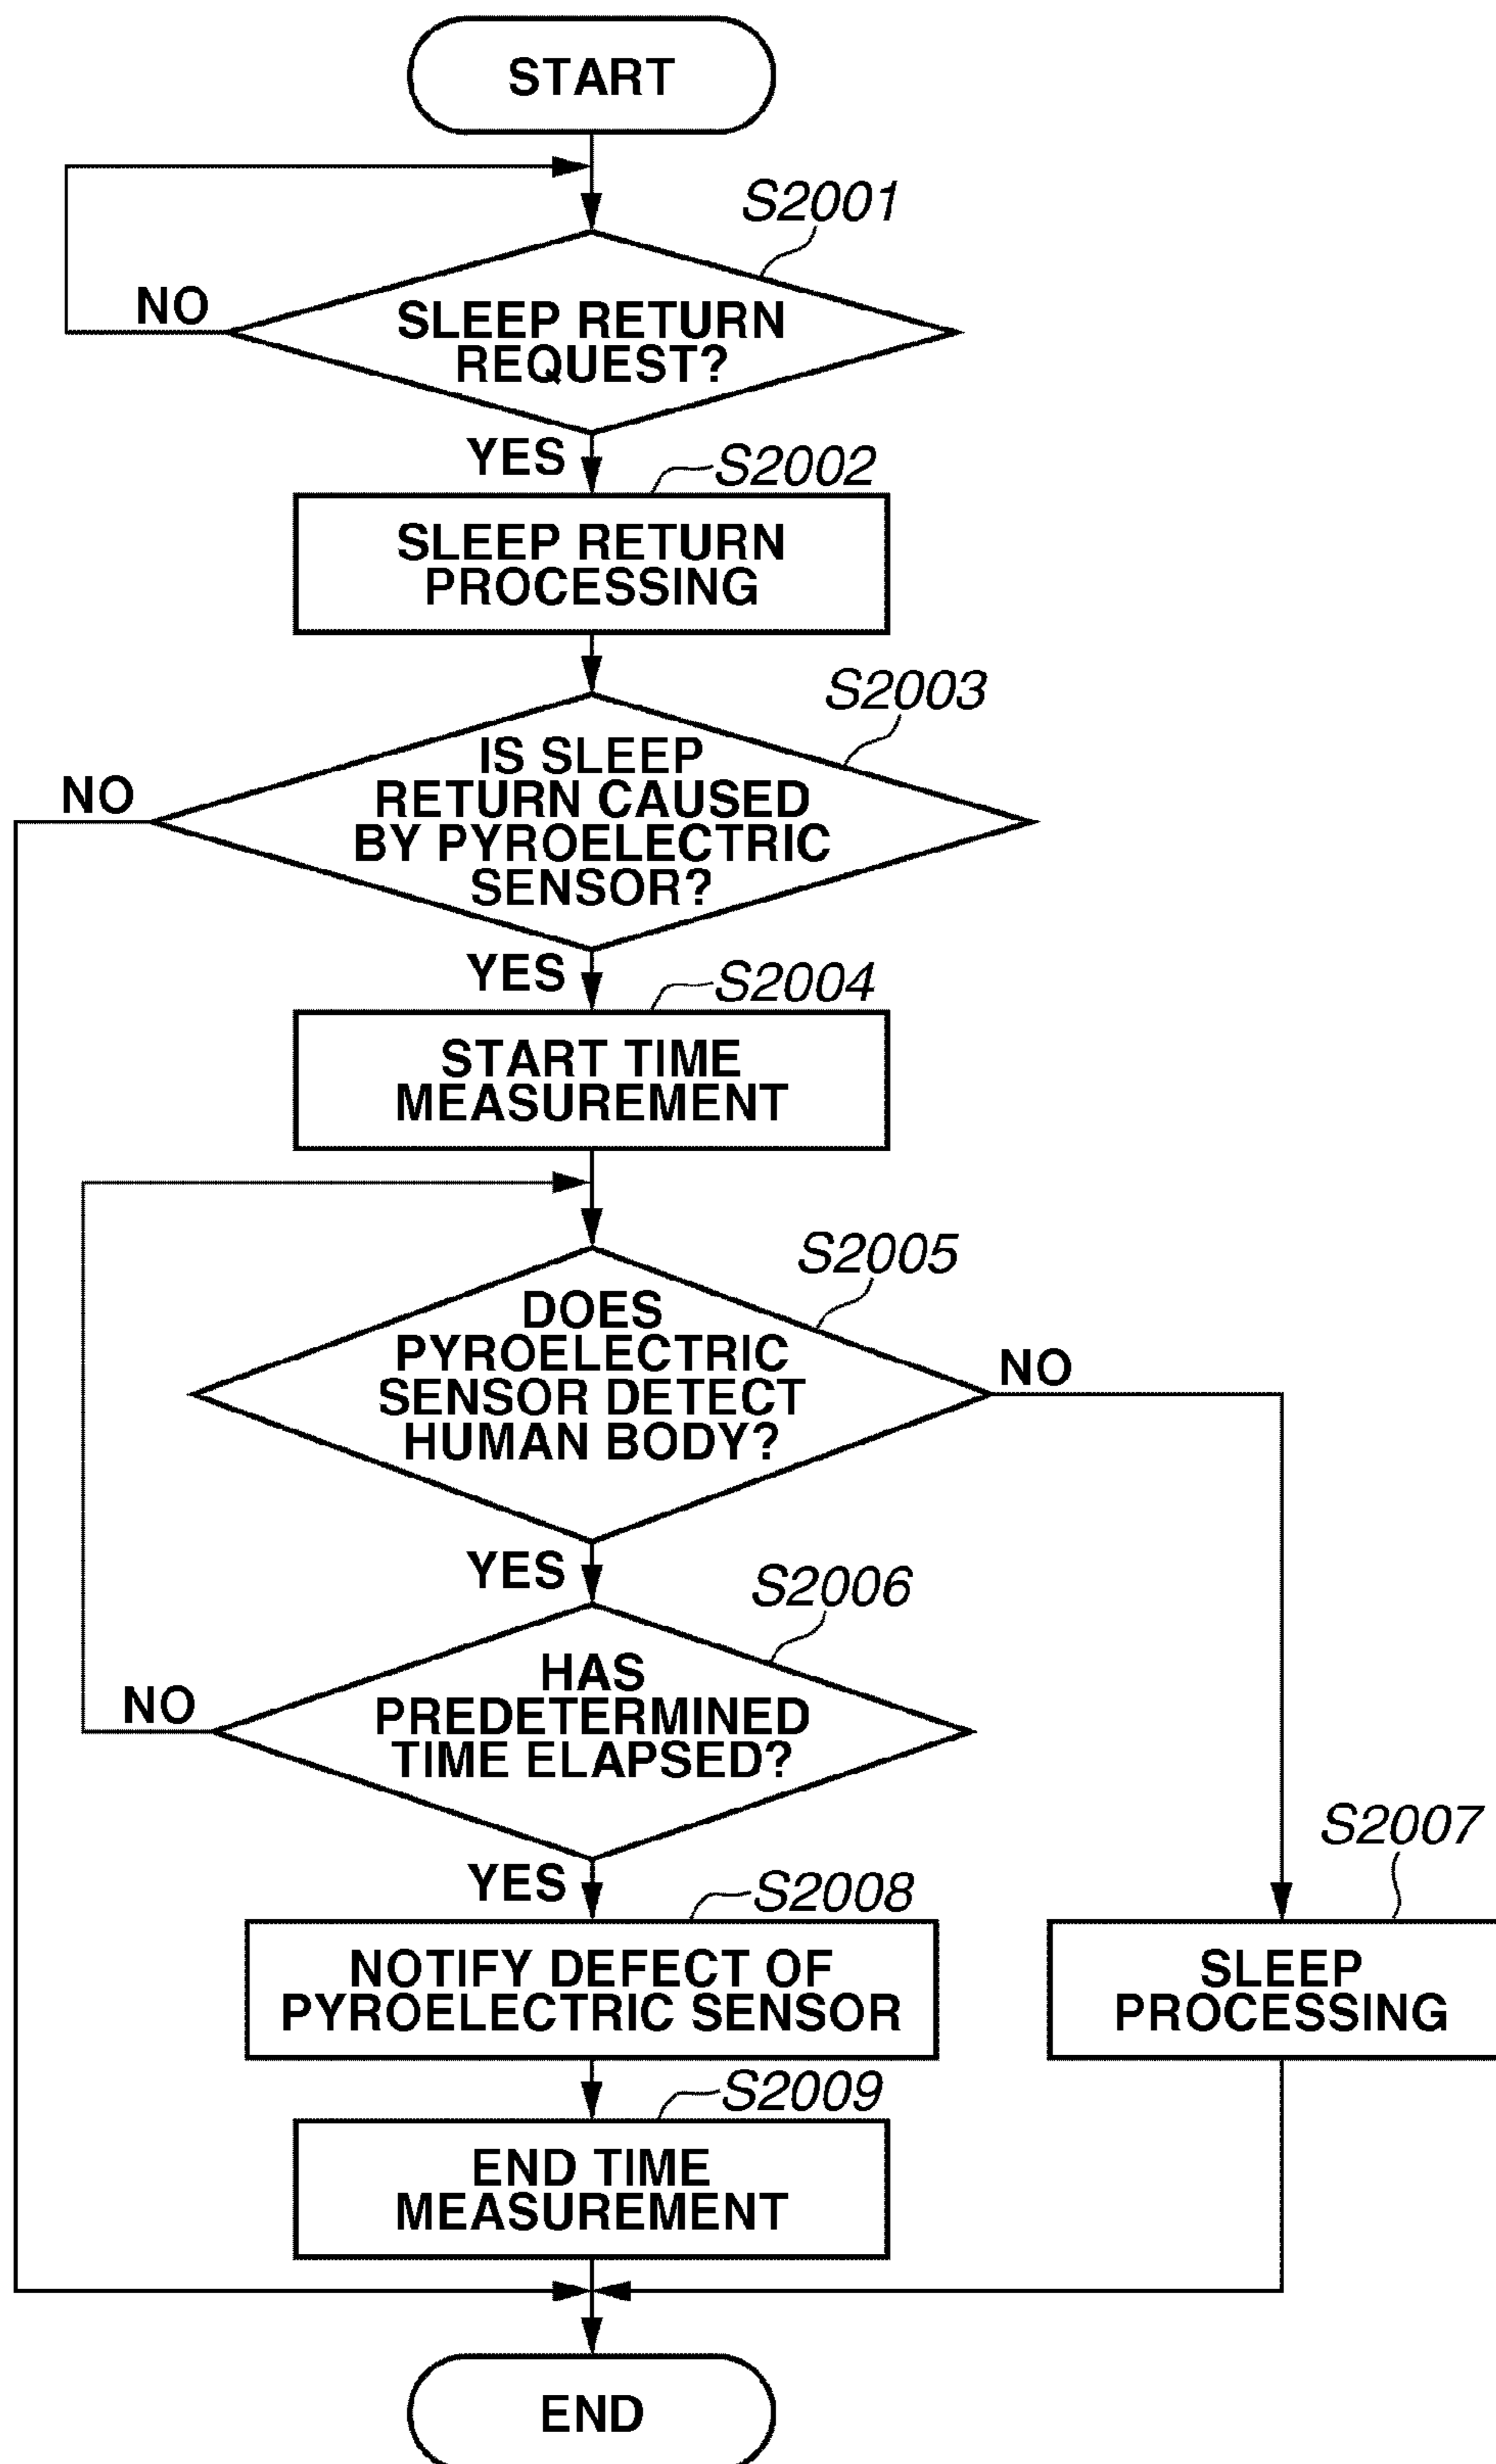 START
S2001
NO
SLEEP RETURN
REQUEST?
YES
S2002
SLEEP RETURN
PROCESSING
S2003
NO
IS SLEEP
RETURN CAUSED
BY PYROELECTRIC
SENSOR?
YES
S2004
START TIME
MEASUREMENT
S2005
DOES
PYROELECTRIC
SENSOR DETECT
HUMAN BODY?
NO
YES
S2006
HAS
PREDETERMINED
TIME ELAPSED?
NO
YES
S2008
S2007
NOTIFY DEFECT OF
PYROELECTRIC SENSOR
SLEEP
PROCESSING
S2009
END TIME
MEASUREMENT
END